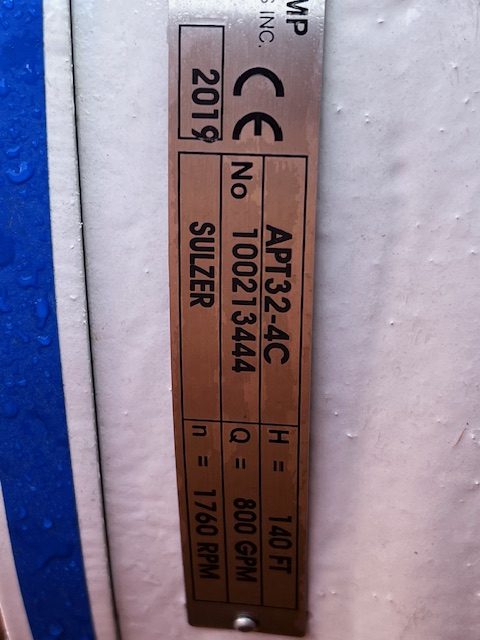 MP
S INC.
CE
2019
APT32-4C
H = 140 FT
No 100213444
Q = 800 GPM
SULZER
n = 1760 RPM